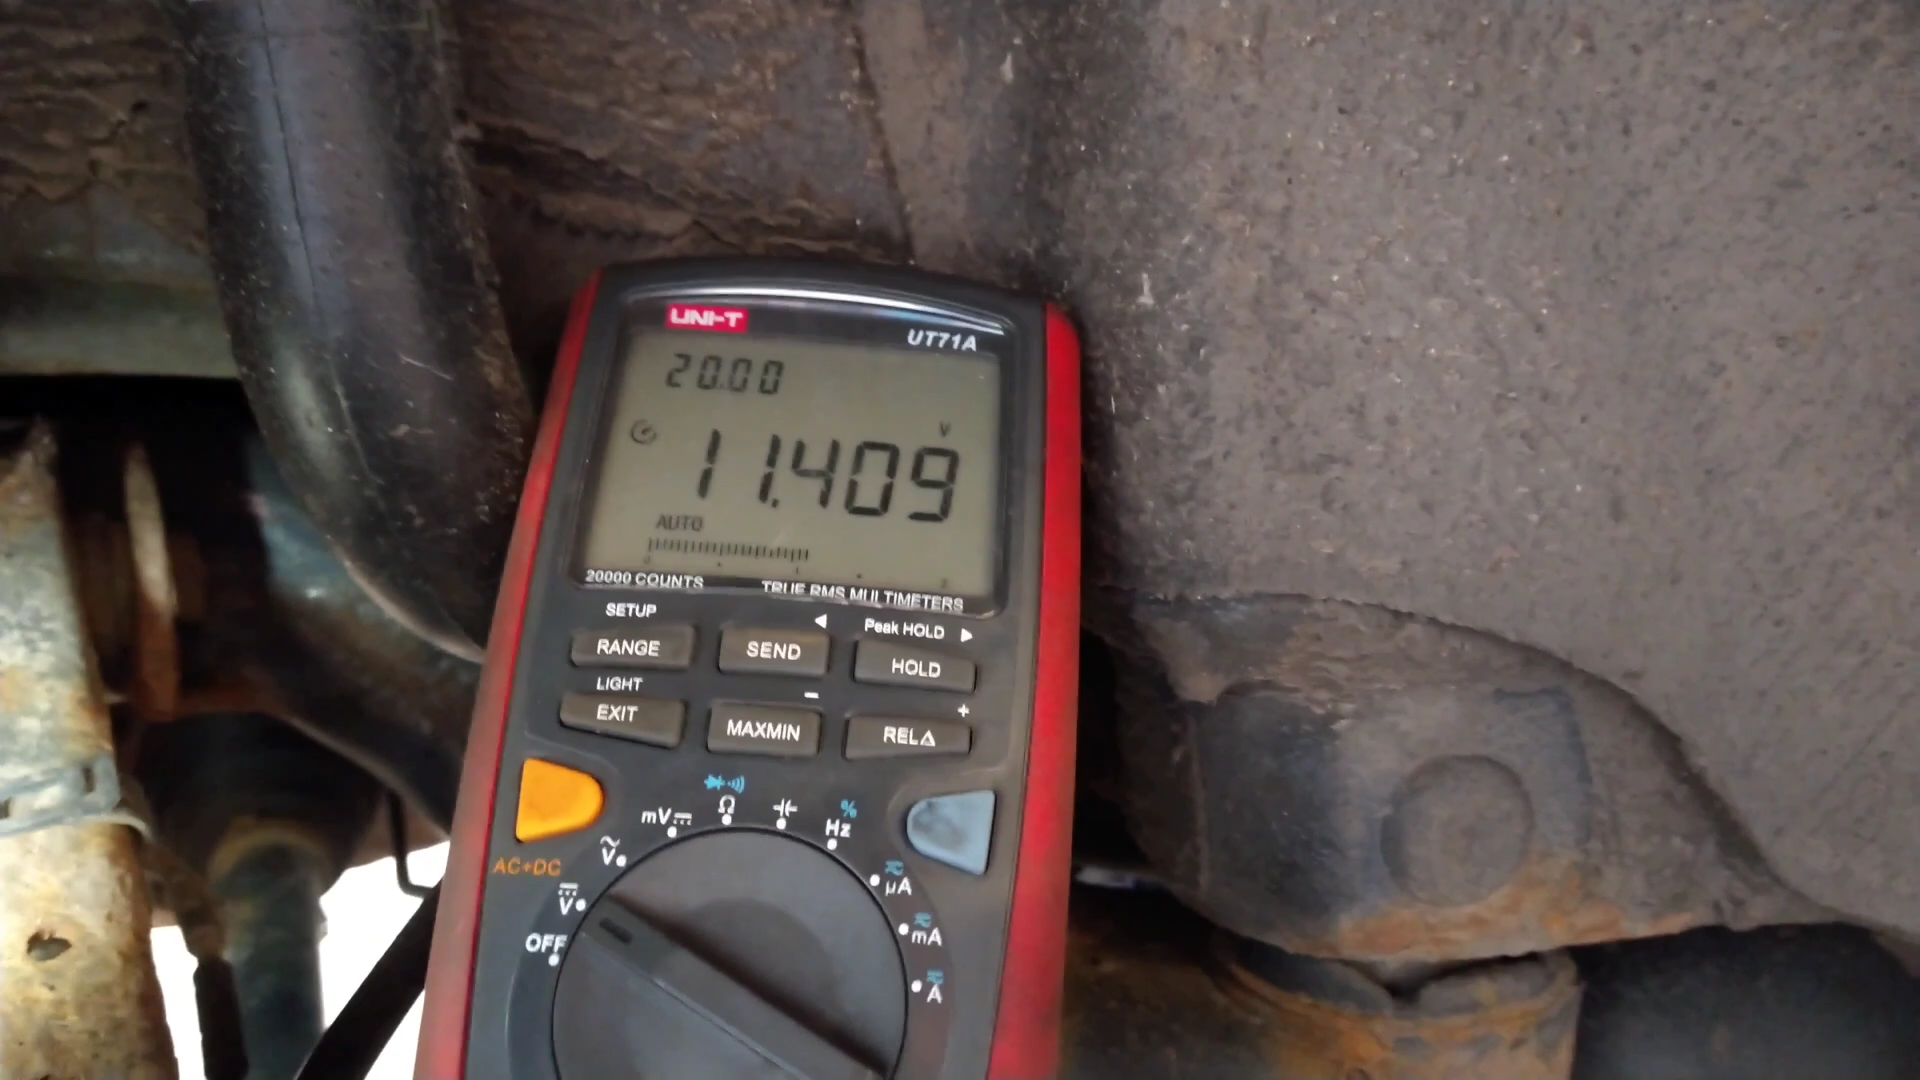 UNI-T
UT71A
20.00
V
11.409
AUTO
20000 COUNTS TRUE RMS MULTIMETERS
SETUP Peak HOLD
RANGE SEND HOLD
LIGHT − +
EXIT MAXMIN REL△
mV Ω Hz %
AC+DC V μA
V mA
OFF A